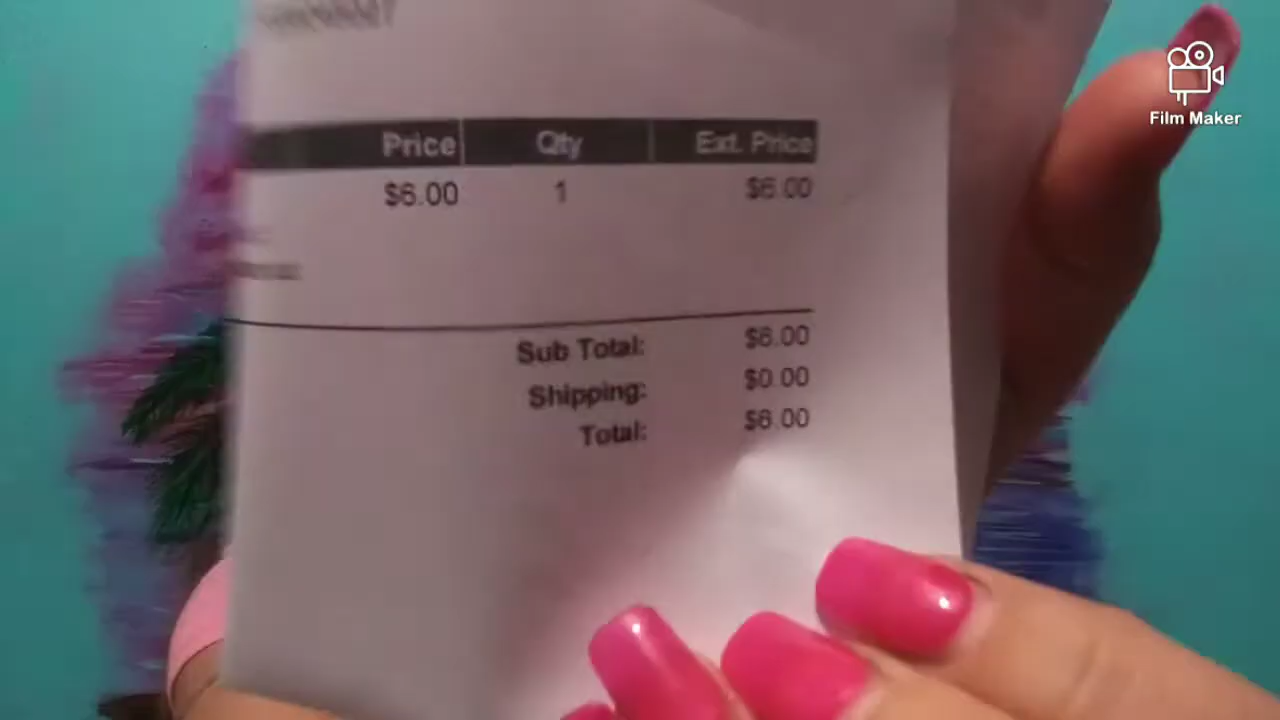 Film Maker
Price Qty Ext. Price
$6.00 1 $6.00
Sub Total: $6.00
Shipping: $0.00
Total: $6.00